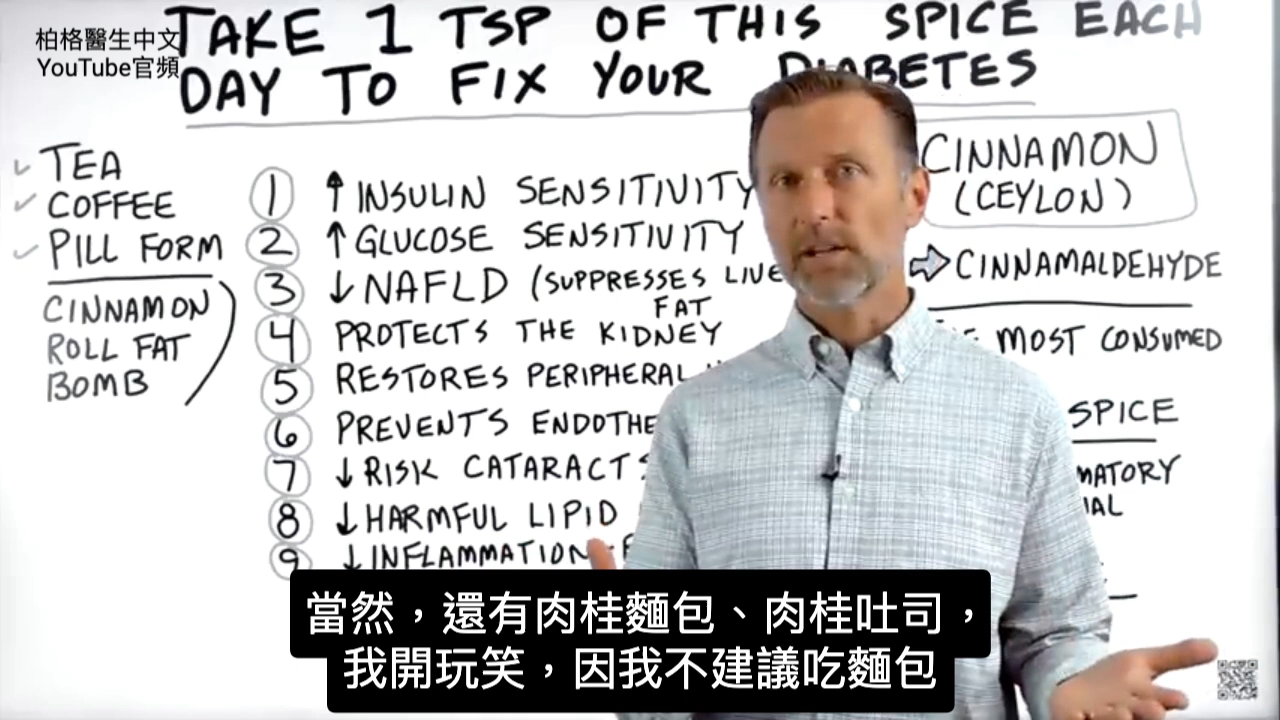 柏格醫生中文
YouTube官頻
TAKE 1 TSP OF THIS SPICE EACH
DAY TO FIX YOUR DIABETES
TEA
COFFEE
PILL FORM
CINNAMON
ROLL FAT
BOMB
1 ↑ INSULIN SENSITIVITY
2 ↑ GLUCOSE SENSITIVITY
3 ↓ NAFLD (SUPPRESSES
FAT
4 PROTECTS THE KIDNEY
5 RESTORES PERIPHERAL
6 PREVENTS
7 ↓ RISK CATARACTS
8 ↓ HARMFUL LIPID
9 ↓ INFLAMMATION
CINNAMON
(CEYLON)
CINNAMALDEHYDE
MOST CONSUMED
SPICE
當然，還有肉桂麵包、肉桂吐司，
我開玩笑，因我不建議吃麵包